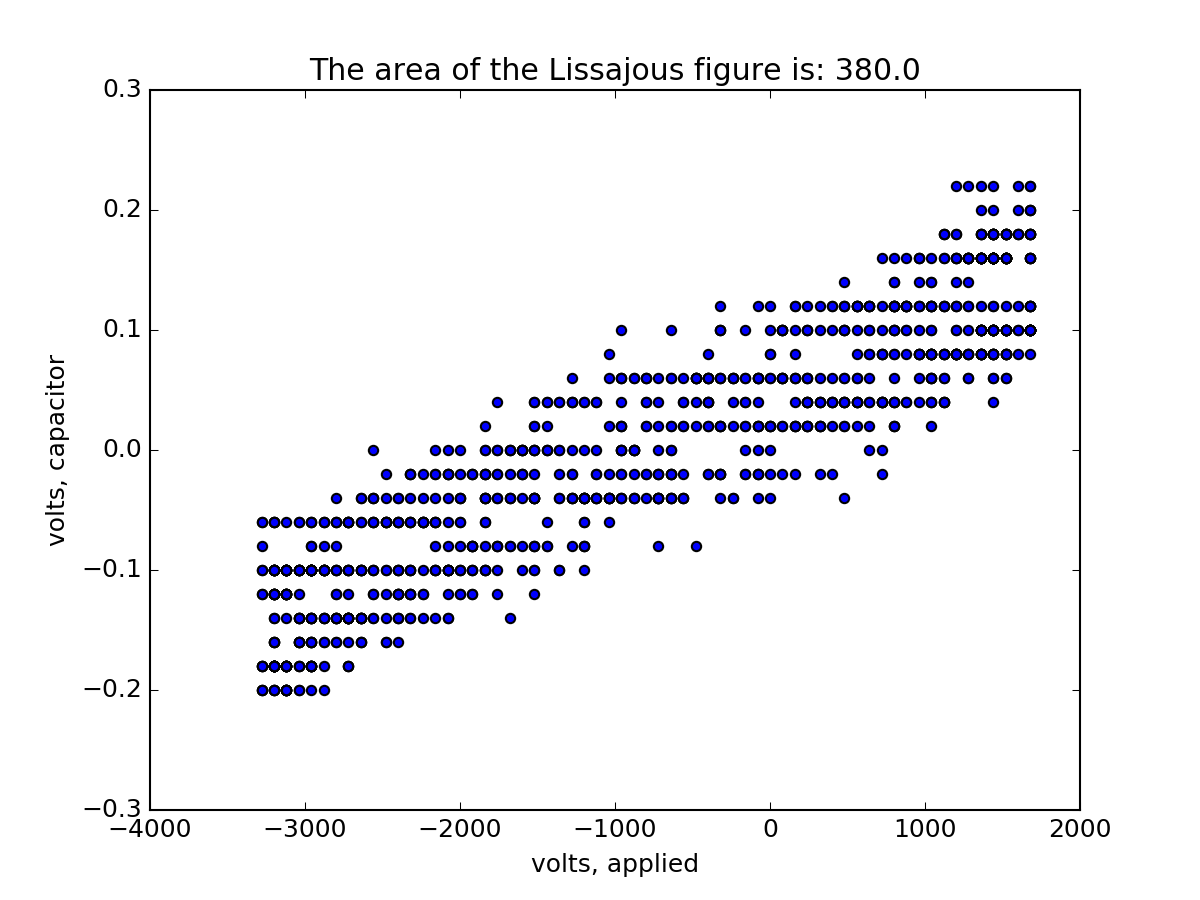 The area of the Lissajous figure is: 380.0
0.3
0.2
0.1
0.0
−0.1
−0.2
−0.3
volts, capacitor
−4000 −3000 −2000 −1000 0 1000 2000
volts, applied